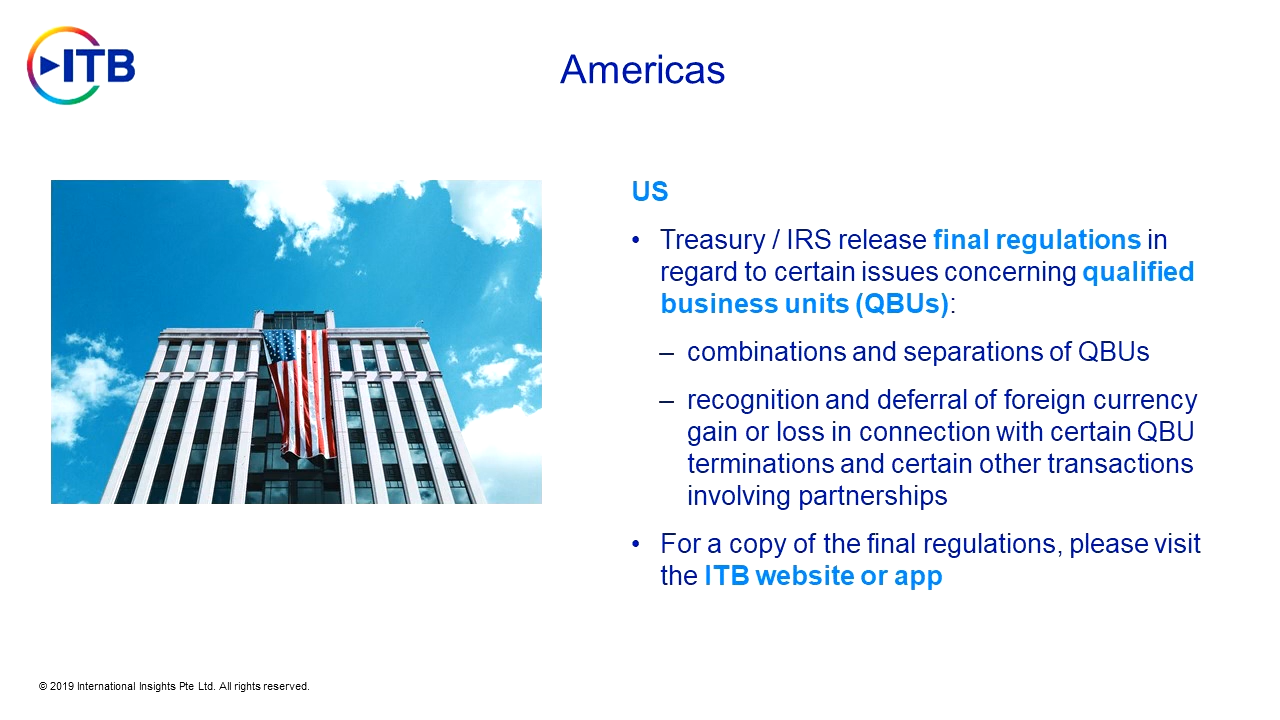 ITB
Americas
US
• Treasury / IRS release final regulations in
regard to certain issues concerning qualified
business units (QBUs):
– combinations and separations of QBUs
– recognition and deferral of foreign currency
gain or loss in connection with certain QBU
terminations and certain other transactions
involving partnerships
• For a copy of the final regulations, please visit
the ITB website or app
© 2019 International Insights Pte Ltd. All rights reserved.